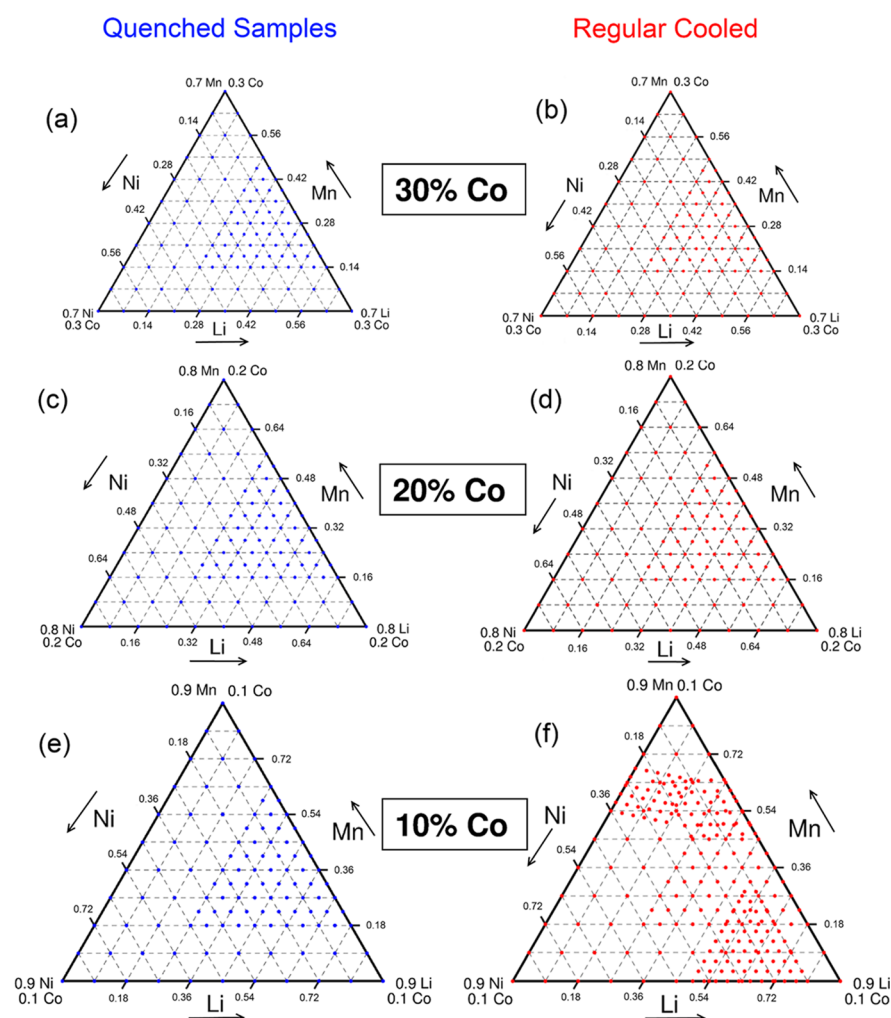 Quenched Samples
Regular Cooled
(a)
0.7 Mn 0.3 Co
0.14
0.56
0.28
0.42
Ni
Mn
0.42
0.28
0.56
0.14
0.7 Ni
0.3 Co
0.14
0.28
0.42
0.56
0.7 Li
0.3 Co
Li
30% Co
(b)
0.7 Mn 0.3 Co
0.14
0.56
0.28
0.42
Ni
Mn
0.42
0.28
0.56
0.14
0.7 Ni
0.3 Co
0.14
0.28
0.42
0.56
0.7 Li
0.3 Co
Li
(c)
0.8 Mn 0.2 Co
0.16
0.64
0.32
0.48
Ni
Mn
0.48
0.32
0.64
0.16
0.8 Ni
0.2 Co
0.16
0.32
0.48
0.64
0.8 Li
0.2 Co
Li
20% Co
(d)
0.8 Mn 0.2 Co
0.16
0.64
0.32
0.48
Ni
Mn
0.48
0.32
0.64
0.16
0.8 Ni
0.2 Co
0.16
0.32
0.48
0.64
0.8 Li
0.2 Co
Li
(e)
0.9 Mn 0.1 Co
0.18
0.72
0.36
0.54
Ni
Mn
0.54
0.36
0.72
0.18
0.9 Ni
0.1 Co
0.18
0.36
0.54
0.72
0.9 Li
0.1 Co
Li
10% Co
(f)
0.9 Mn 0.1 Co
0.18
0.72
0.36
0.54
Ni
Mn
0.54
0.36
0.72
0.18
0.9 Ni
0.1 Co
0.18
0.36
0.54
0.72
0.9 Li
0.1 Co
Li